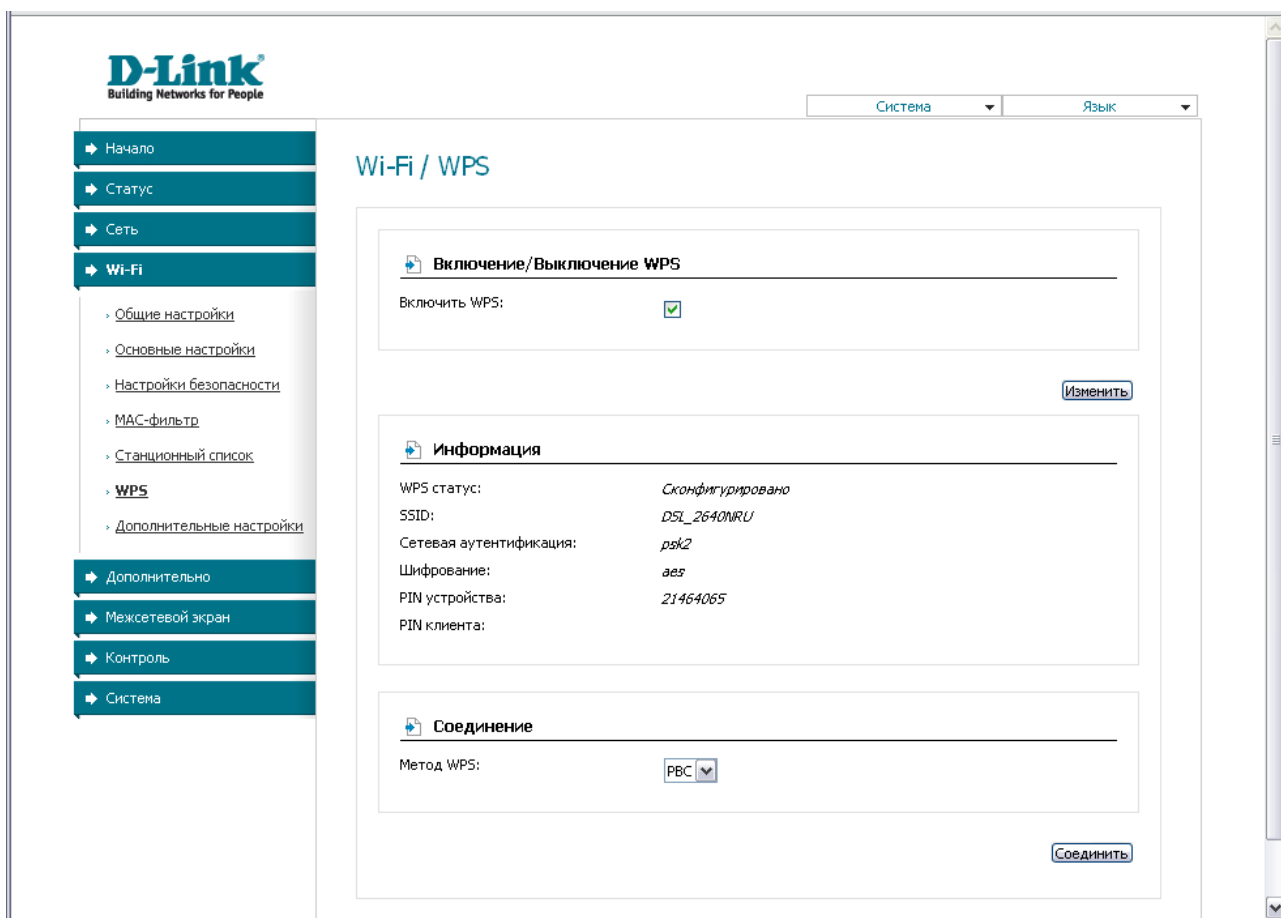 D-Link
Building Networks for People
Система
Язык
Начало
Статус
Сеть
Wi-Fi
Общие настройки
Основные настройки
Настройки безопасности
MAC-фильтр
Станционный список
WPS
Дополнительные настройки
Дополнительно
Межсетевой экран
Контроль
Система
Wi-Fi / WPS
Включение/Выключение WPS
Включить WPS:
Изменить
Информация
WPS статус: Сконфигурировано
SSID: DSL_2640NRU
Сетевая аутентификация: psk2
Шифрование: aes
PIN устройства: 21464065
PIN клиента:
Соединение
Метод WPS: PBC
Соединить